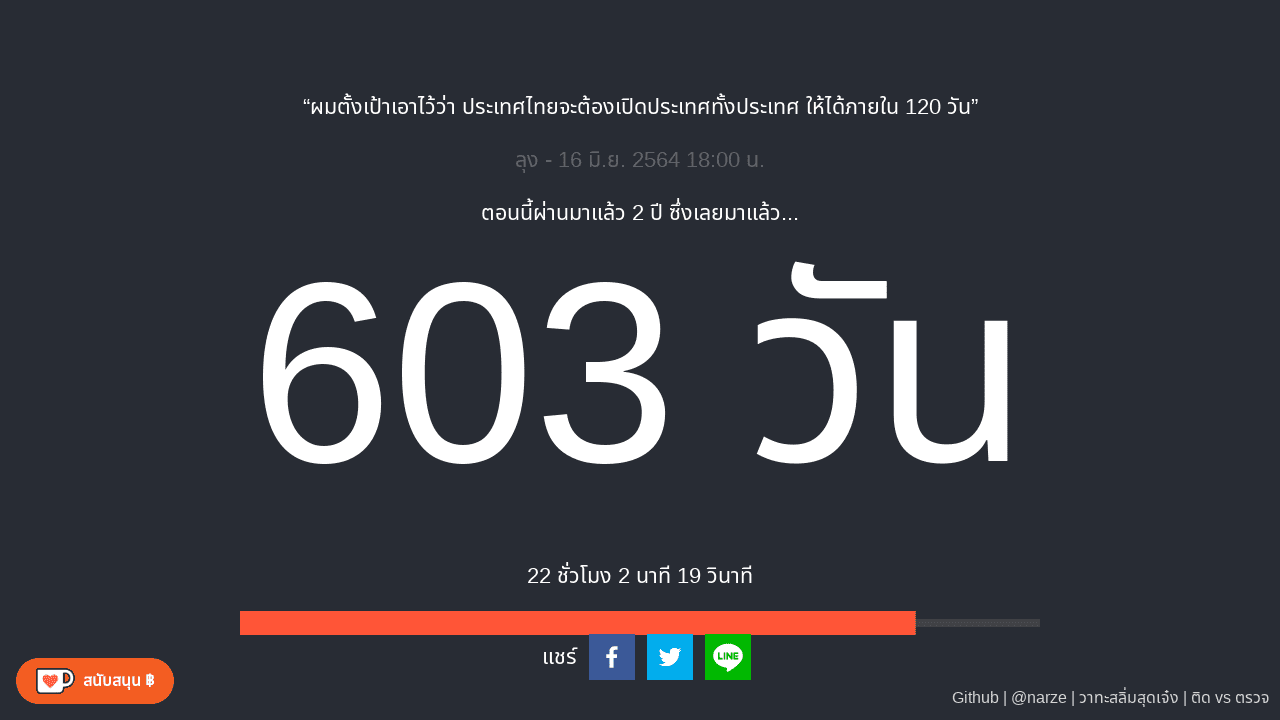 “ผมตั้งเป้าเอาไว้ว่า ประเทศไทยจะต้องเปิดประเทศทั้งประเทศ ให้ได้ภายใน 120 วัน”
ลุง - 16 มิ.ย. 2564 18:00 น.
ตอนนี้ผ่านมาแล้ว 2 ปี ซึ่งเลยมาแล้ว...
603 วัน
22 ชั่วโมง 2 นาที 19 วินาที
แชร์
LINE
สนับสนุน ฿
Github | @narze | วาทะสลิ่มสุดเจ๋ง | ติด vs ตรวจ